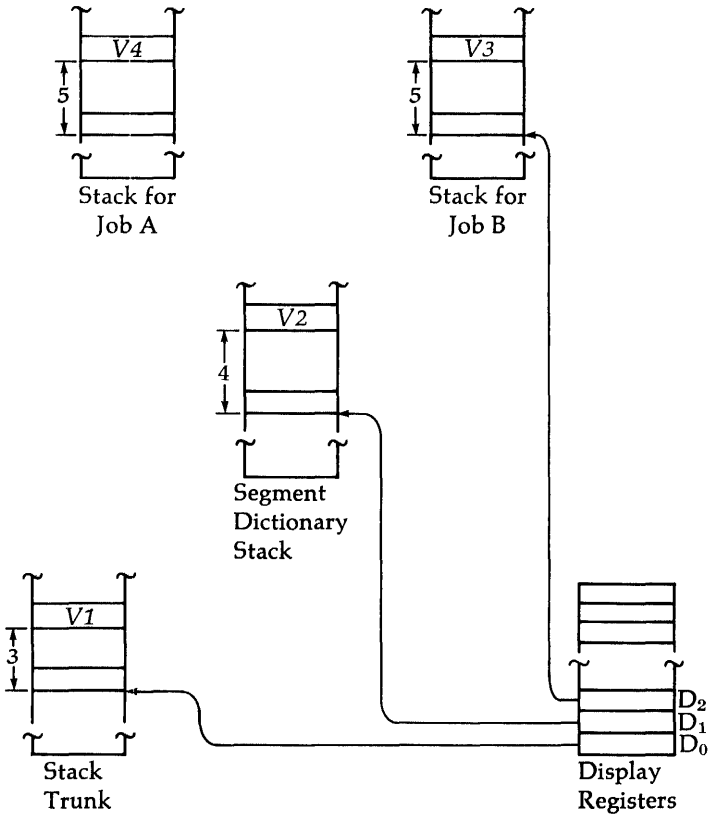 V4
5
Stack for
Job A
V3
5
Stack for
Job B
V2
4
Segment
Dictionary
Stack
V1
3
Stack
Trunk
D₂
D₁
D₀
Display
Registers